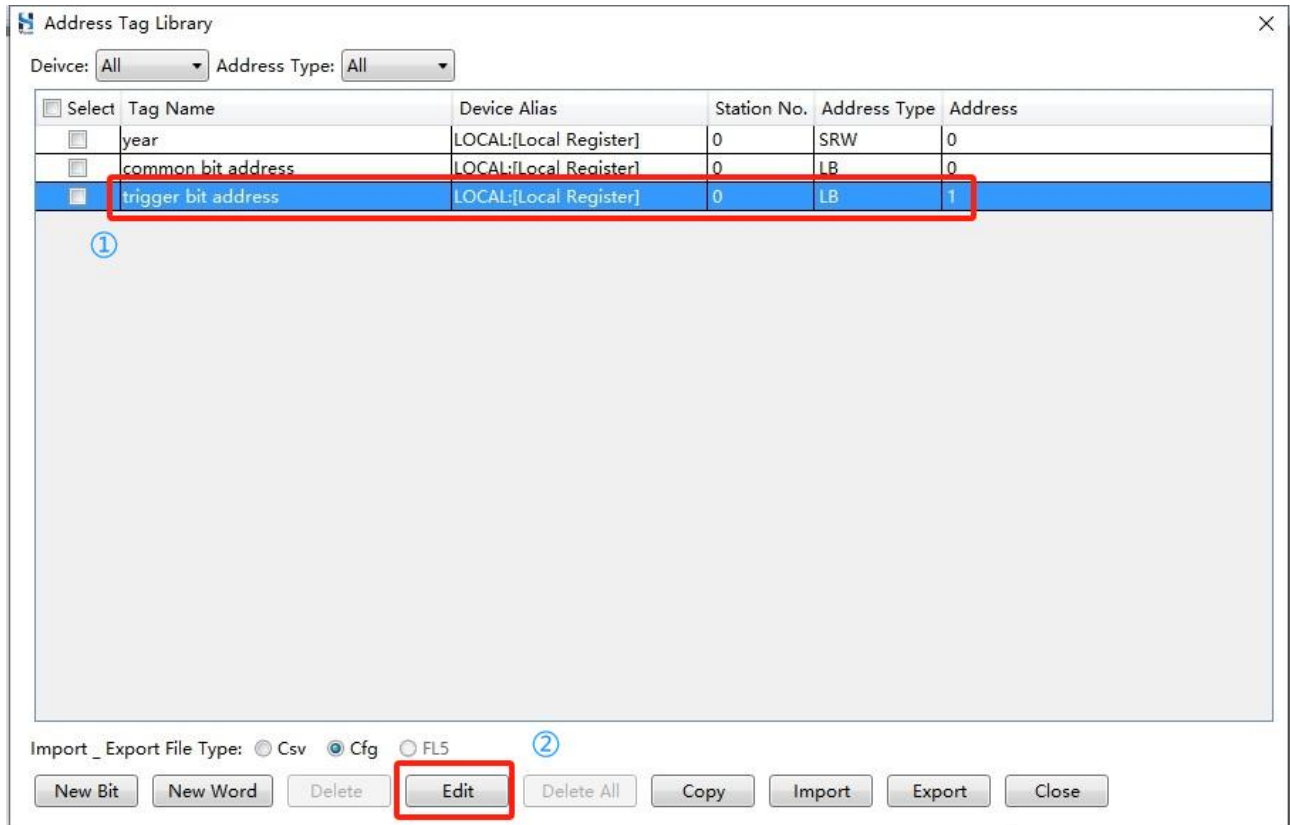 Address Tag Library
Deivce: All Address Type: All
Select Tag Name Device Alias Station No. Address Type Address
year LOCAL:[Local Register] 0 SRW 0
common bit address LOCAL:[Local Register] 0 LB 0
trigger bit address LOCAL:[Local Register] 0 LB 1
①
Import _ Export File Type: Csv Cfg FL5 ②
New Bit New Word Delete Edit Delete All Copy Import Export Close